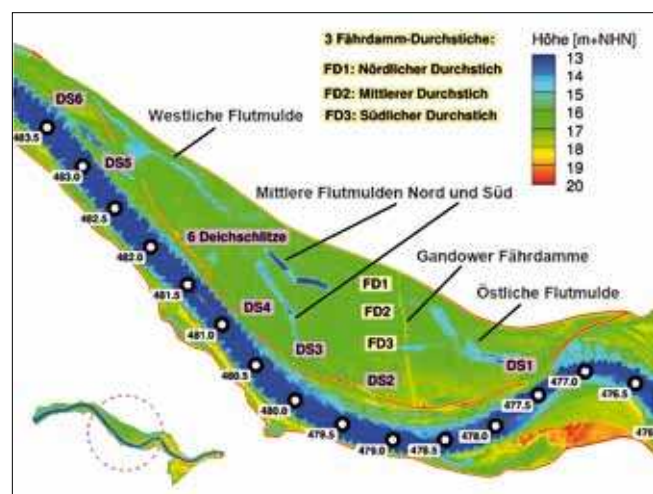 3 Fährdamm-Durchstiche:
FD1: Nördlicher Durchstich
FD2: Mittlerer Durchstich
FD3: Südlicher Durchstich
Höhe [m+NHN]
13
14
15
16
17
18
19
20
DS6
Westliche Flutmulde
483.5
DS5
483.0
Mittlere Flutmulden Nord und Süd
482.5
6 Deichschlitze
482.0
Gandower Fährdamme
FD1
Östliche Flutmulde
481.5
DS4
FD2
481.0
DS3
FD3
DS1
480.5
DS2
477.0
476.5
480.0
477.5
479.5
478.0
479.0
478.5